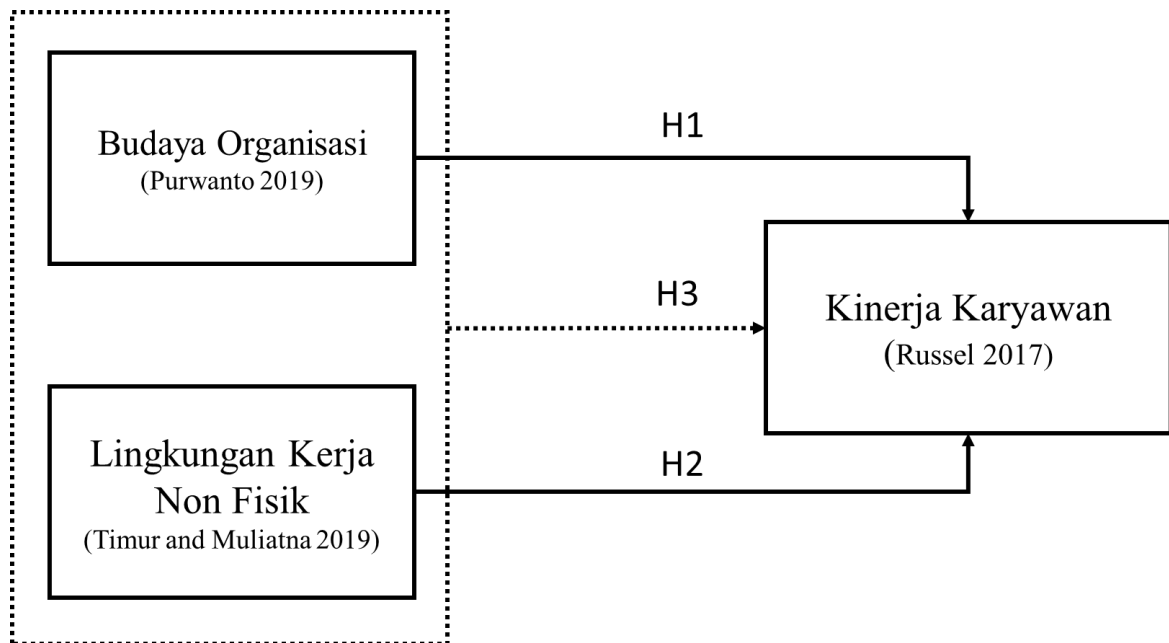 Budaya Organisasi
(Purwanto 2019)
H1
H3
Kinerja Karyawan
(Russel 2017)
Lingkungan Kerja
Non Fisik
(Timur and Muliatna 2019)
H2